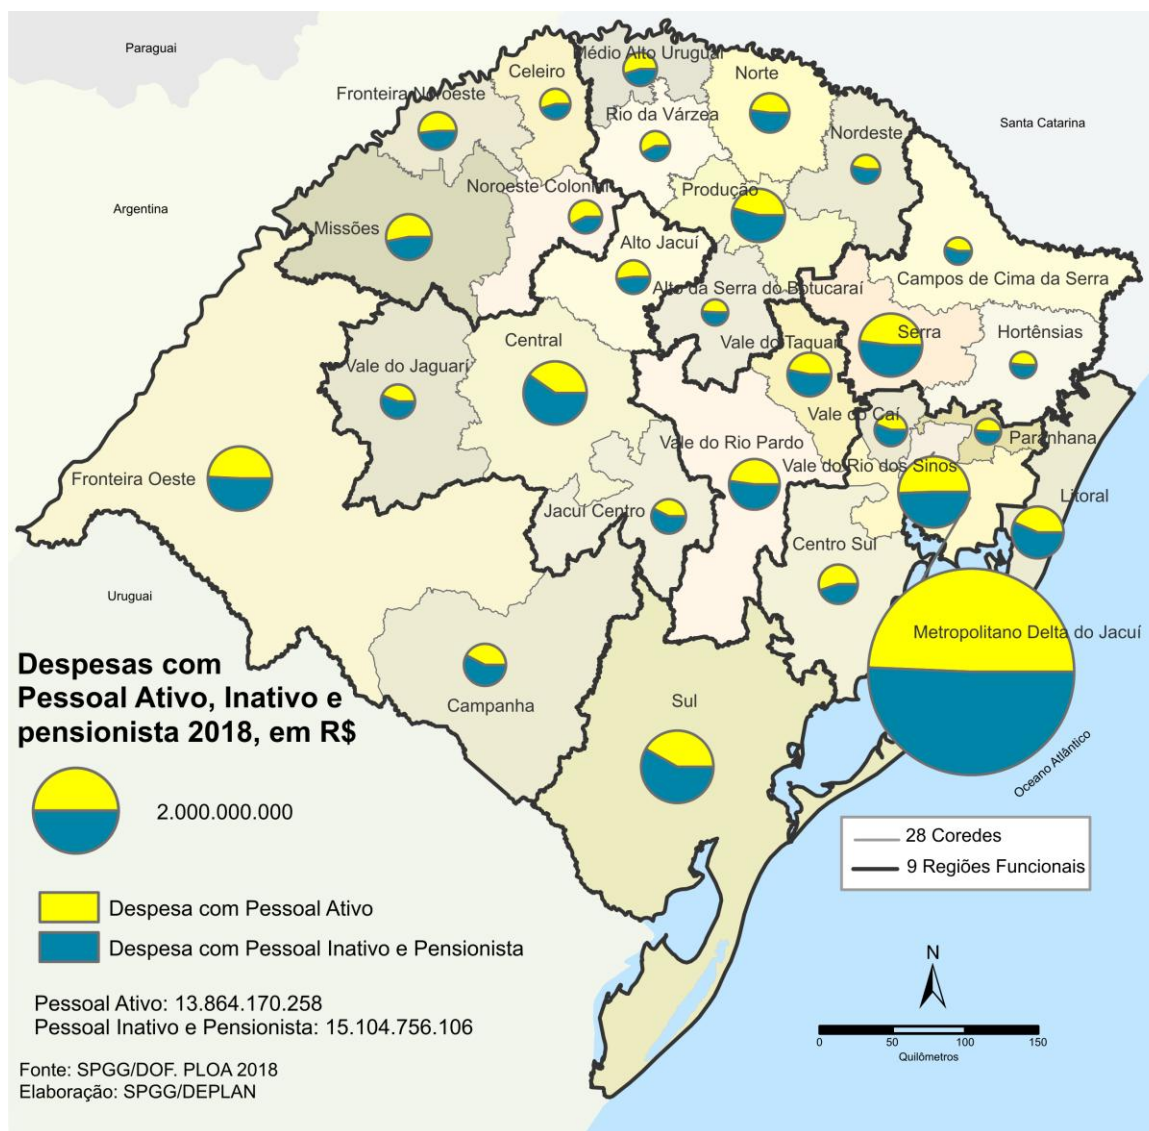 Paraguai
Médio Alto Uruguai
Celeiro
Norte
Fronteira Noroeste
Rio da Várzea
Santa Catarina
Nordeste
Noroeste Colonial
Produção
Argentina
Missões
Alto Jacuí
Campos de Cima da Serra
Alto da Serra do Botucaraí
Central
Serra
Hortênsias
Vale do Taquari
Vale do Jaguarí
Vale do Caí
Paranhana
Vale do Rio Pardo
Vale do Rio dos Sinos
Fronteira Oeste
Litoral
Jacuí Centro
Centro Sul
Uruguai
Metropolitano Delta do Jacuí
Campanha
Sul
Oceano Atlântico
Despesas com
Pessoal Ativo, Inativo e
pensionista 2018, em R$
2.000.000.000
28 Coredes
9 Regiões Funcionais
Despesa com Pessoal Ativo
Despesa com Pessoal Inativo e Pensionista
Pessoal Ativo: 13.864.170.258
Pessoal Inativo e Pensionista: 15.104.756.106
N
0 50 100 150
Quilômetros
Fonte: SPGG/DOF. PLOA 2018
Elaboração: SPGG/DEPLAN